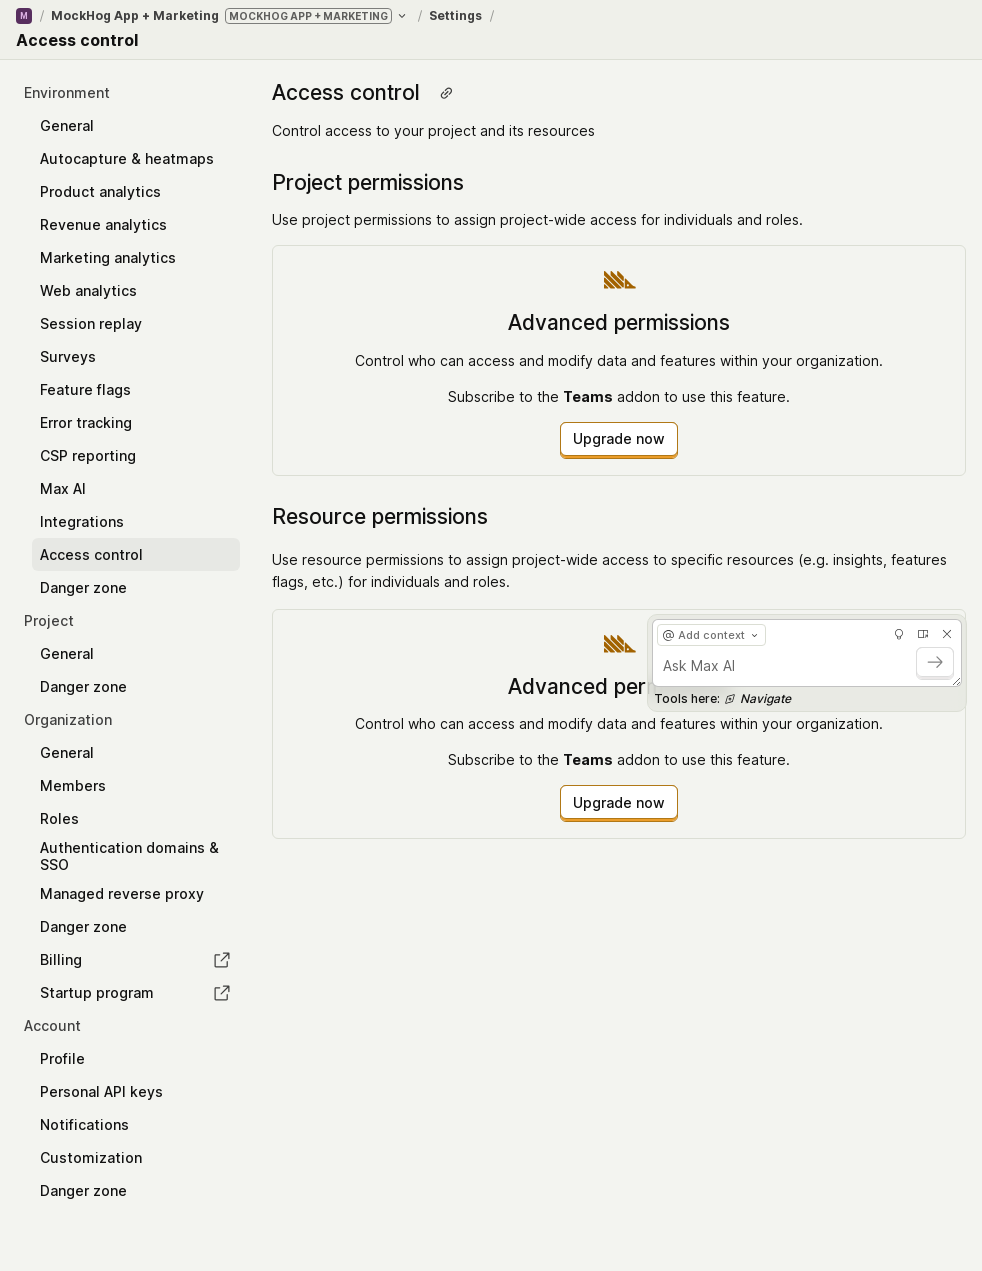 M / MockHog App + Marketing MOCKHOG APP + MARKETING / Settings /
Access control
Environment
General
Autocapture & heatmaps
Product analytics
Revenue analytics
Marketing analytics
Web analytics
Session replay
Surveys
Feature flags
Error tracking
CSP reporting
Max AI
Integrations
Access control
Danger zone
Project
General
Danger zone
Organization
General
Members
Roles
Authentication domains &
SSO
Managed reverse proxy
Danger zone
Billing
Startup program
Account
Profile
Personal API keys
Notifications
Customization
Danger zone
Access control
Control access to your project and its resources
Project permissions
Use project permissions to assign project-wide access for individuals and roles.
Advanced permissions
Control who can access and modify data and features within your organization.
Subscribe to the Teams addon to use this feature.
Upgrade now
Resource permissions
Use resource permissions to assign project-wide access to specific resources (e.g. insights, features
flags, etc.) for individuals and roles.
Advanced per
Control who can access and modify data and features within your organization.
Subscribe to the Teams addon to use this feature.
Upgrade now
@ Add context
Ask Max AI
Tools here: Navigate